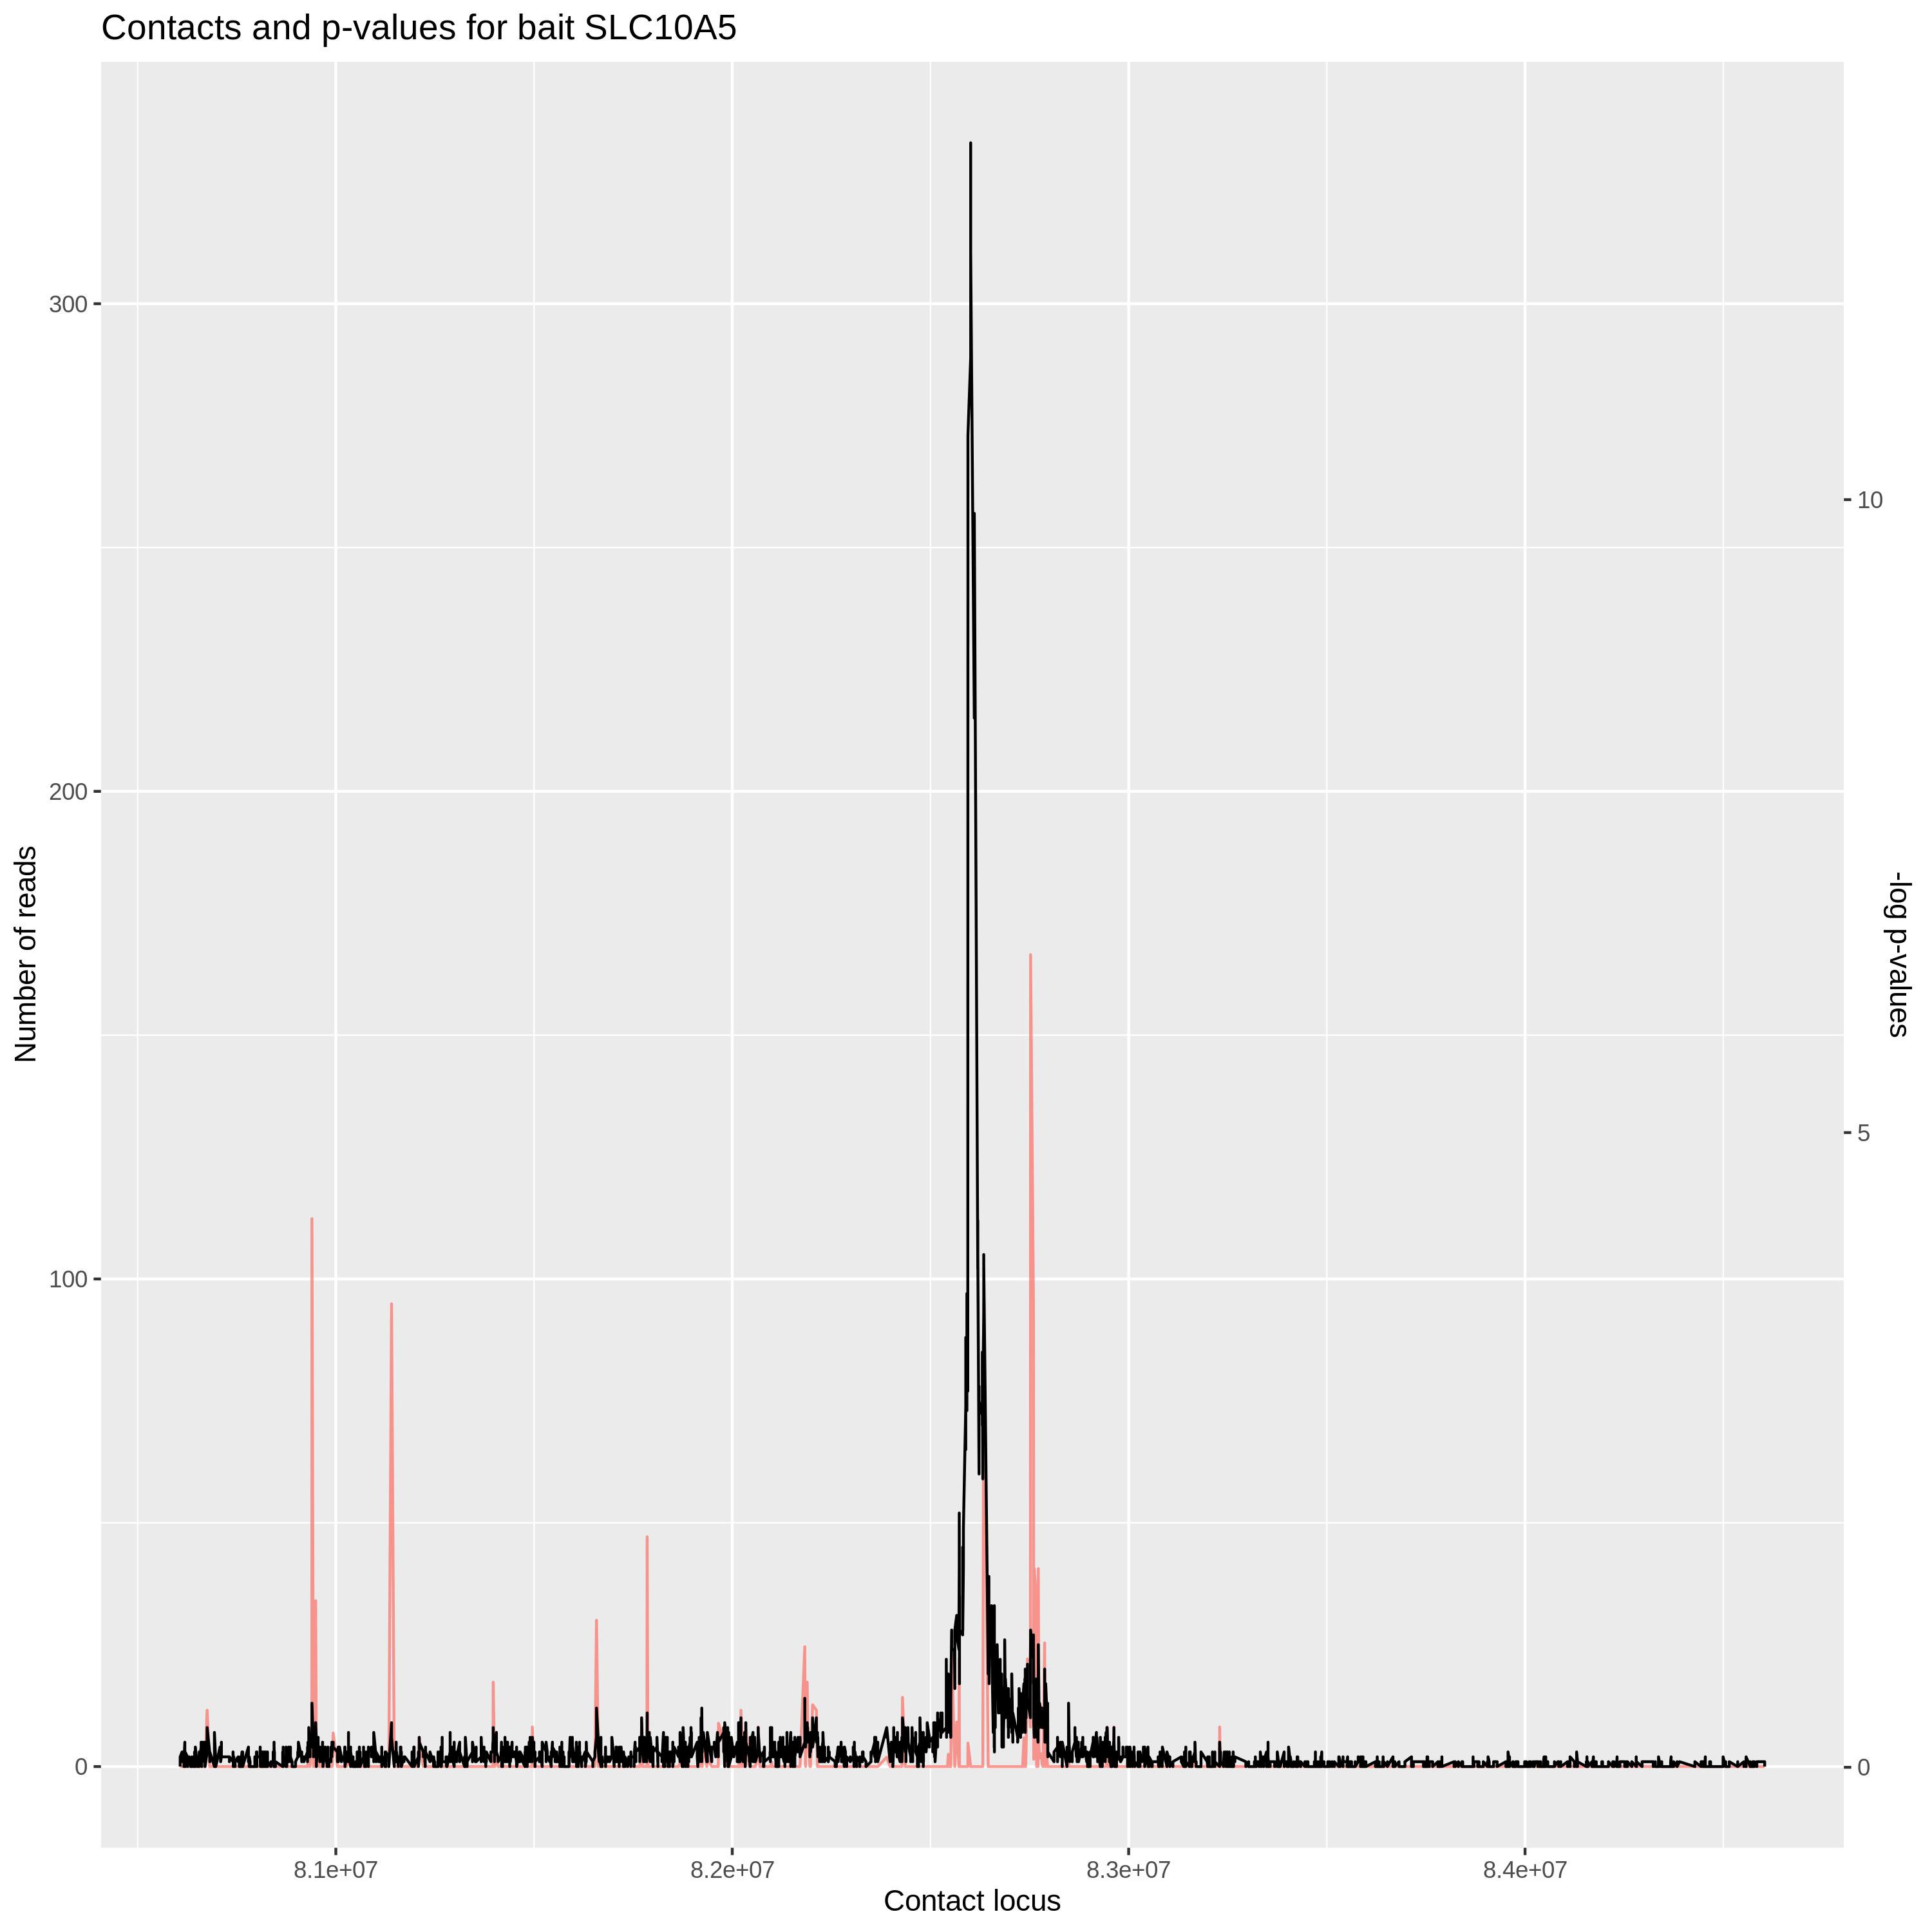 Contacts and p-values for bait SLC10A5
300
200
100
0
Number of reads
10
5
0
-log p-values
8.1e+07 8.2e+07 8.3e+07 8.4e+07
Contact locus